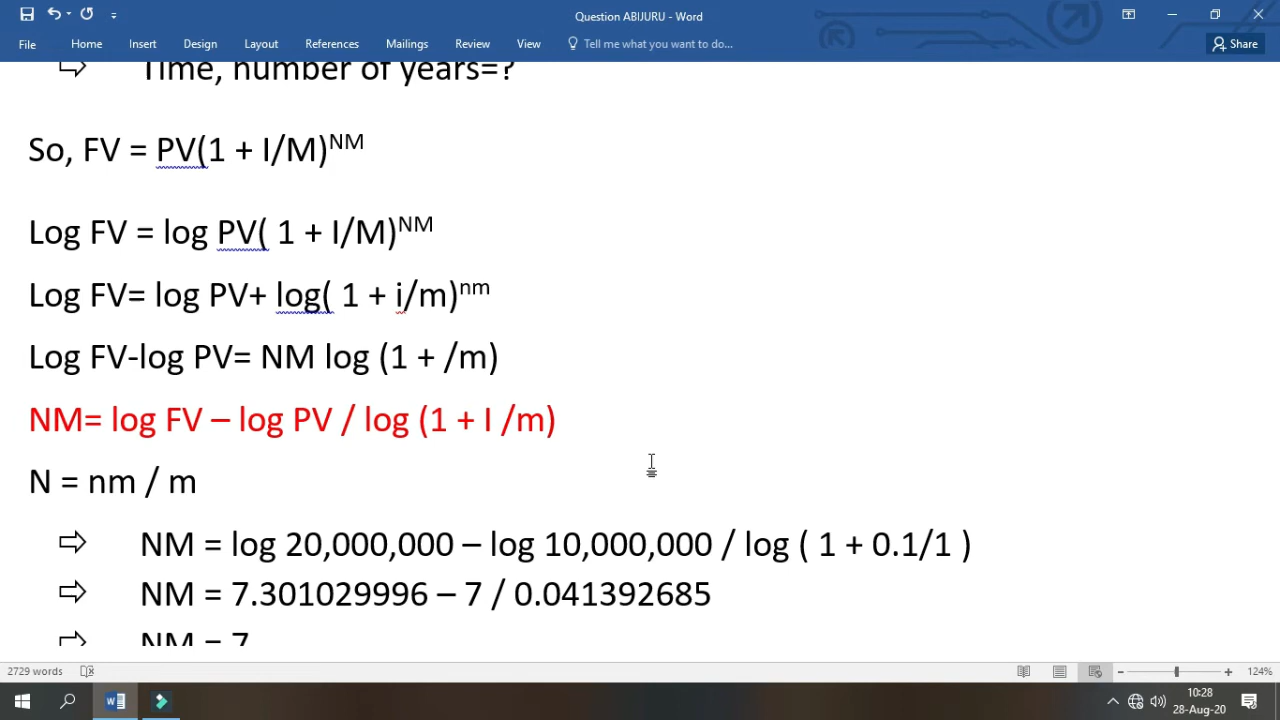 Question ABIJURU - Word
File Home Insert Design Layout References Mailings Review View Tell me what you want to do... Share
Time, number of years=?
So, FV = PV(1 + I/M)NM
Log FV = log PV( 1 + I/M)NM
Log FV= log PV+ log( 1 + i/m)nm
Log FV-log PV= NM log (1 + /m)
NM= log FV – log PV / log (1 + I /m)
N = nm / m
NM = log 20,000,000 – log 10,000,000 / log ( 1 + 0.1/1 )
NM = 7.301029996 – 7 / 0.041392685
NM = 7
2729 words 124%
10:28
28-Aug-20